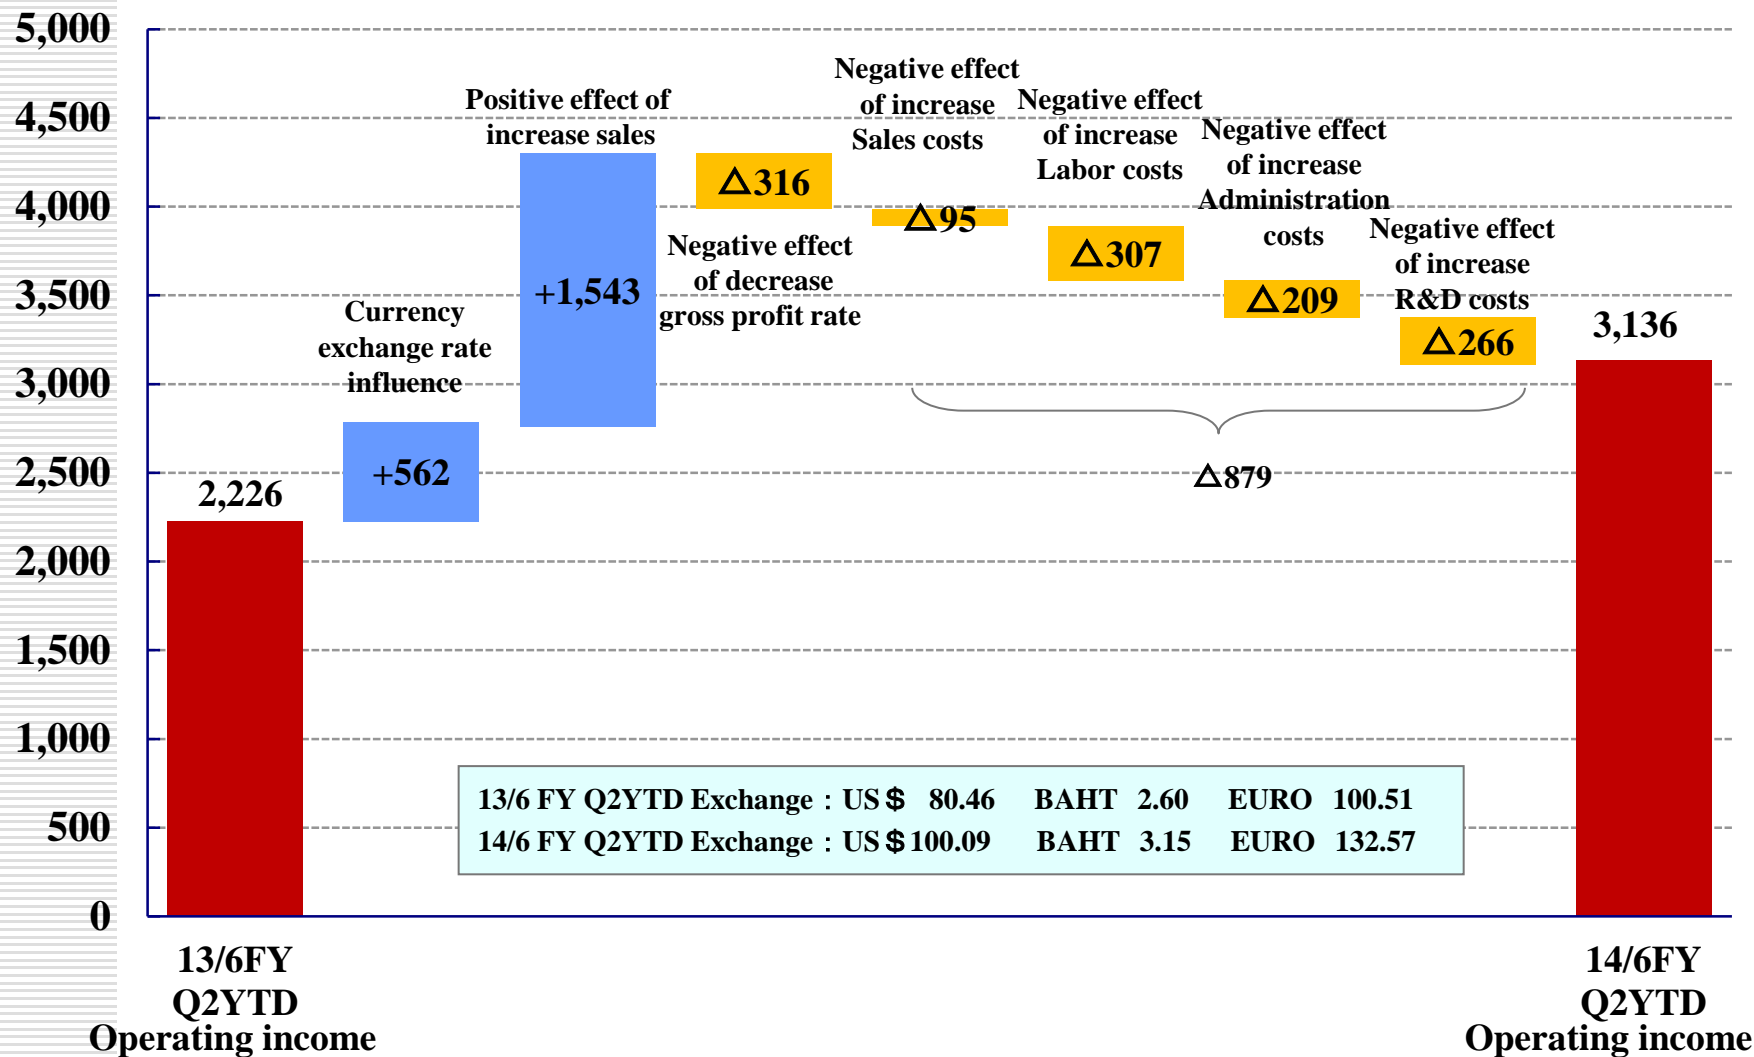 5,000
4,500
4,000
3,500
3,000
2,500
2,000
1,500
1,000
500
0
2,226
Currency
exchange rate
influence
+562
Positive effect of
increase sales
+1,543
△316
Negative effect
of decrease
gross profit rate
Negative effect
of increase
Sales costs
△95
Negative effect
of increase
Labor costs
△307
Negative effect
of increase
Administration
costs
△209
Negative effect
of increase
R&D costs
△266
3,136
△879
13/6 FY Q2YTD Exchange：US＄ 80.46 BAHT 2.60 EURO 100.51
14/6 FY Q2YTD Exchange：US＄100.09 BAHT 3.15 EURO 132.57
13/6FY
Q2YTD
Operating income
14/6FY
Q2YTD
Operating income